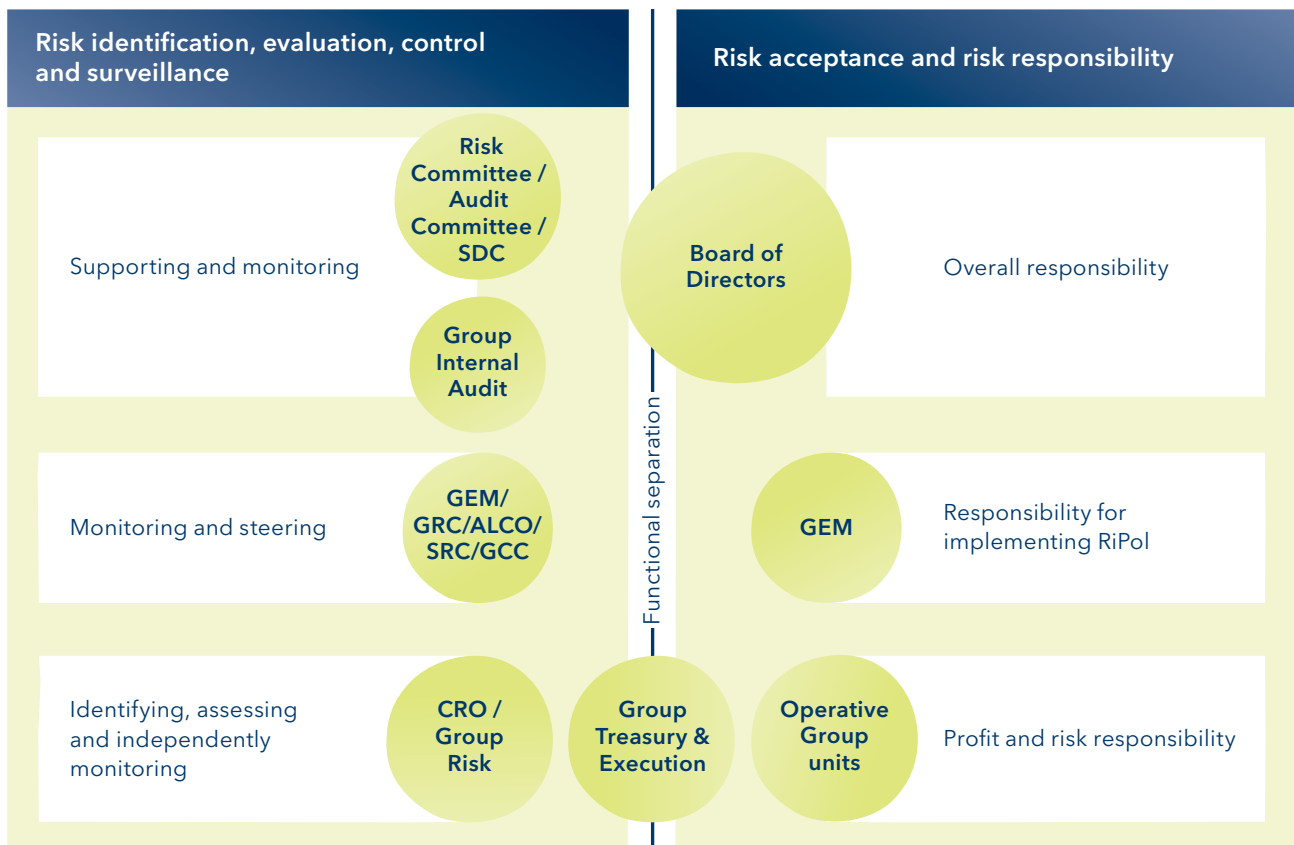 Risk identification, evaluation, control
and surveillance
Risk acceptance and risk responsibility
Supporting and monitoring
Risk
Committee /
Audit
Committee /
SDC
Group
Internal
Audit
Board of
Directors
Overall responsibility
Functional separation
Monitoring and steering
GEM/
GRC/ALCO/
SRC/GCC
GEM
Responsibility for
implementing RiPol
Identifying, assessing
and independently
monitoring
CRO /
Group
Risk
Group
Treasury &
Execution
Operative
Group
units
Profit and risk responsibility